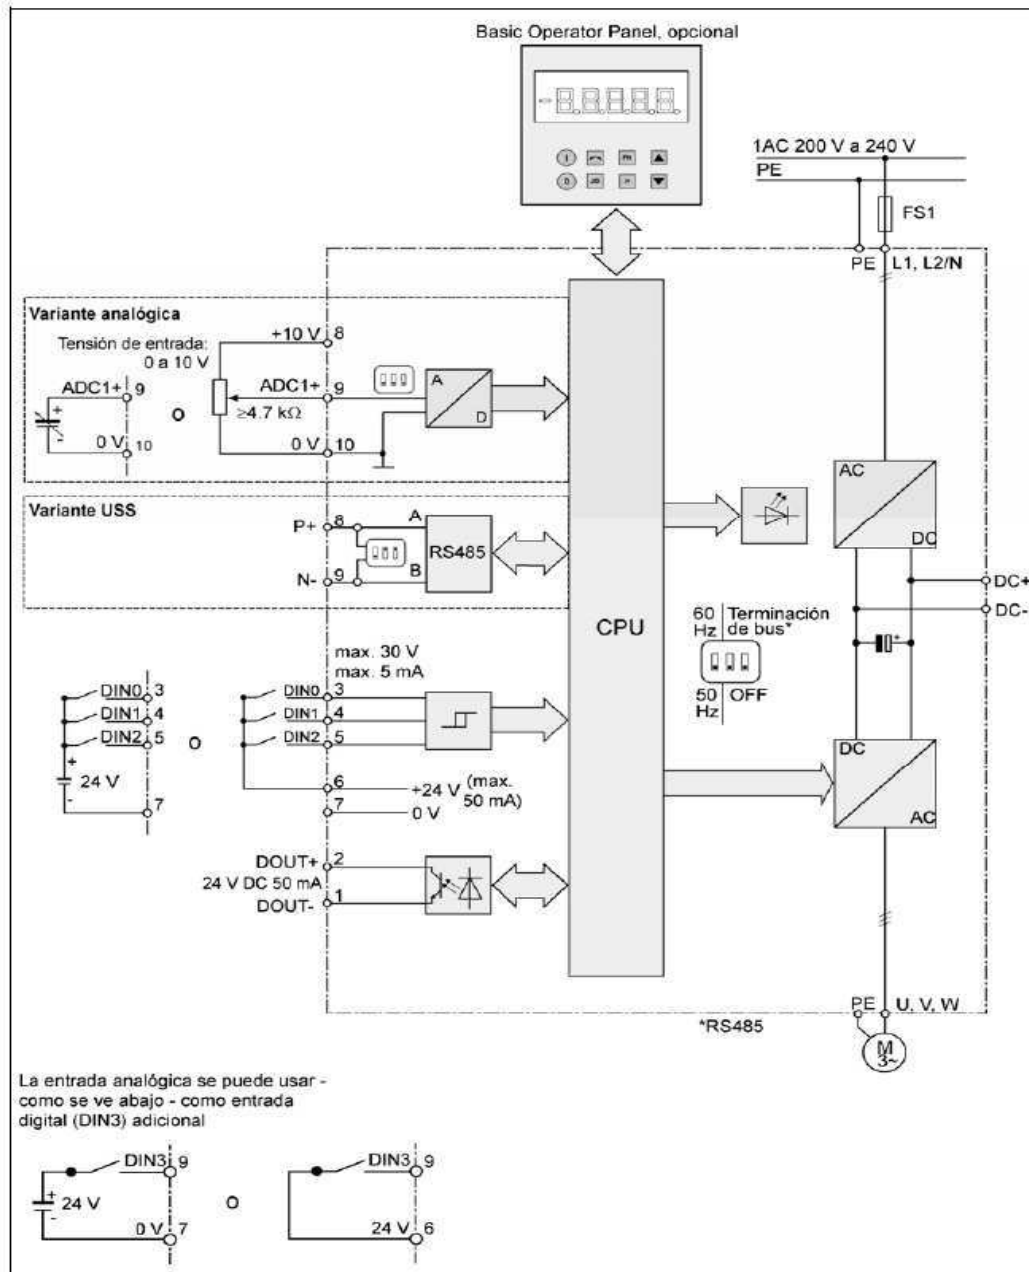 Basic Operator Panel, opcional
1AC 200 V a 240 V
PE
FS1
PE L1, L2/N
Variante analógica
Tensión de entrada:
0 a 10 V
+10 V 8
ADC1+ 9
O
≥4.7 kΩ
ADC1+ 9
0 V 10
0 V 10
A
D
Variante USS
P+ 8
A
RS485
N- 9
B
CPU
AC
DC
DC+
DC-
60 Hz
Terminación de bus*
50 Hz
OFF
max. 30 V
max. 5 mA
DIN0 3
DIN1 4
DIN2 5
+
24 V
-
7
O
DIN0 3
DIN1 4
DIN2 5
6
+24 V (max. 50 mA)
7
0 V
DC
AC
DOUT+ 2
24 V DC 50 mA
DOUT- 1
PE U, V, W
*RS485
M
3~
La entrada analógica se puede usar -
como se ve abajo - como entrada
digital (DIN3) adicional
DIN3 9
+
24 V
-
0 V 7
O
DIN3 9
24 V 6